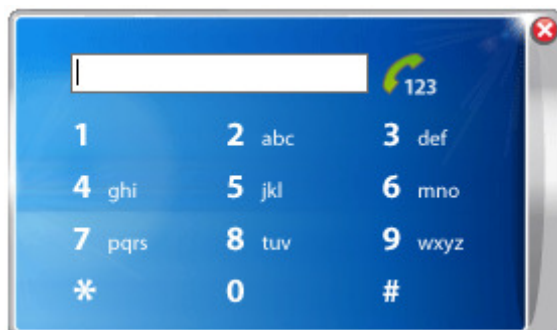 123
1 2 abc 3 def
4 ghi 5 jkl 6 mno
7 pqrs 8 tuv 9 wxyz
* 0 #